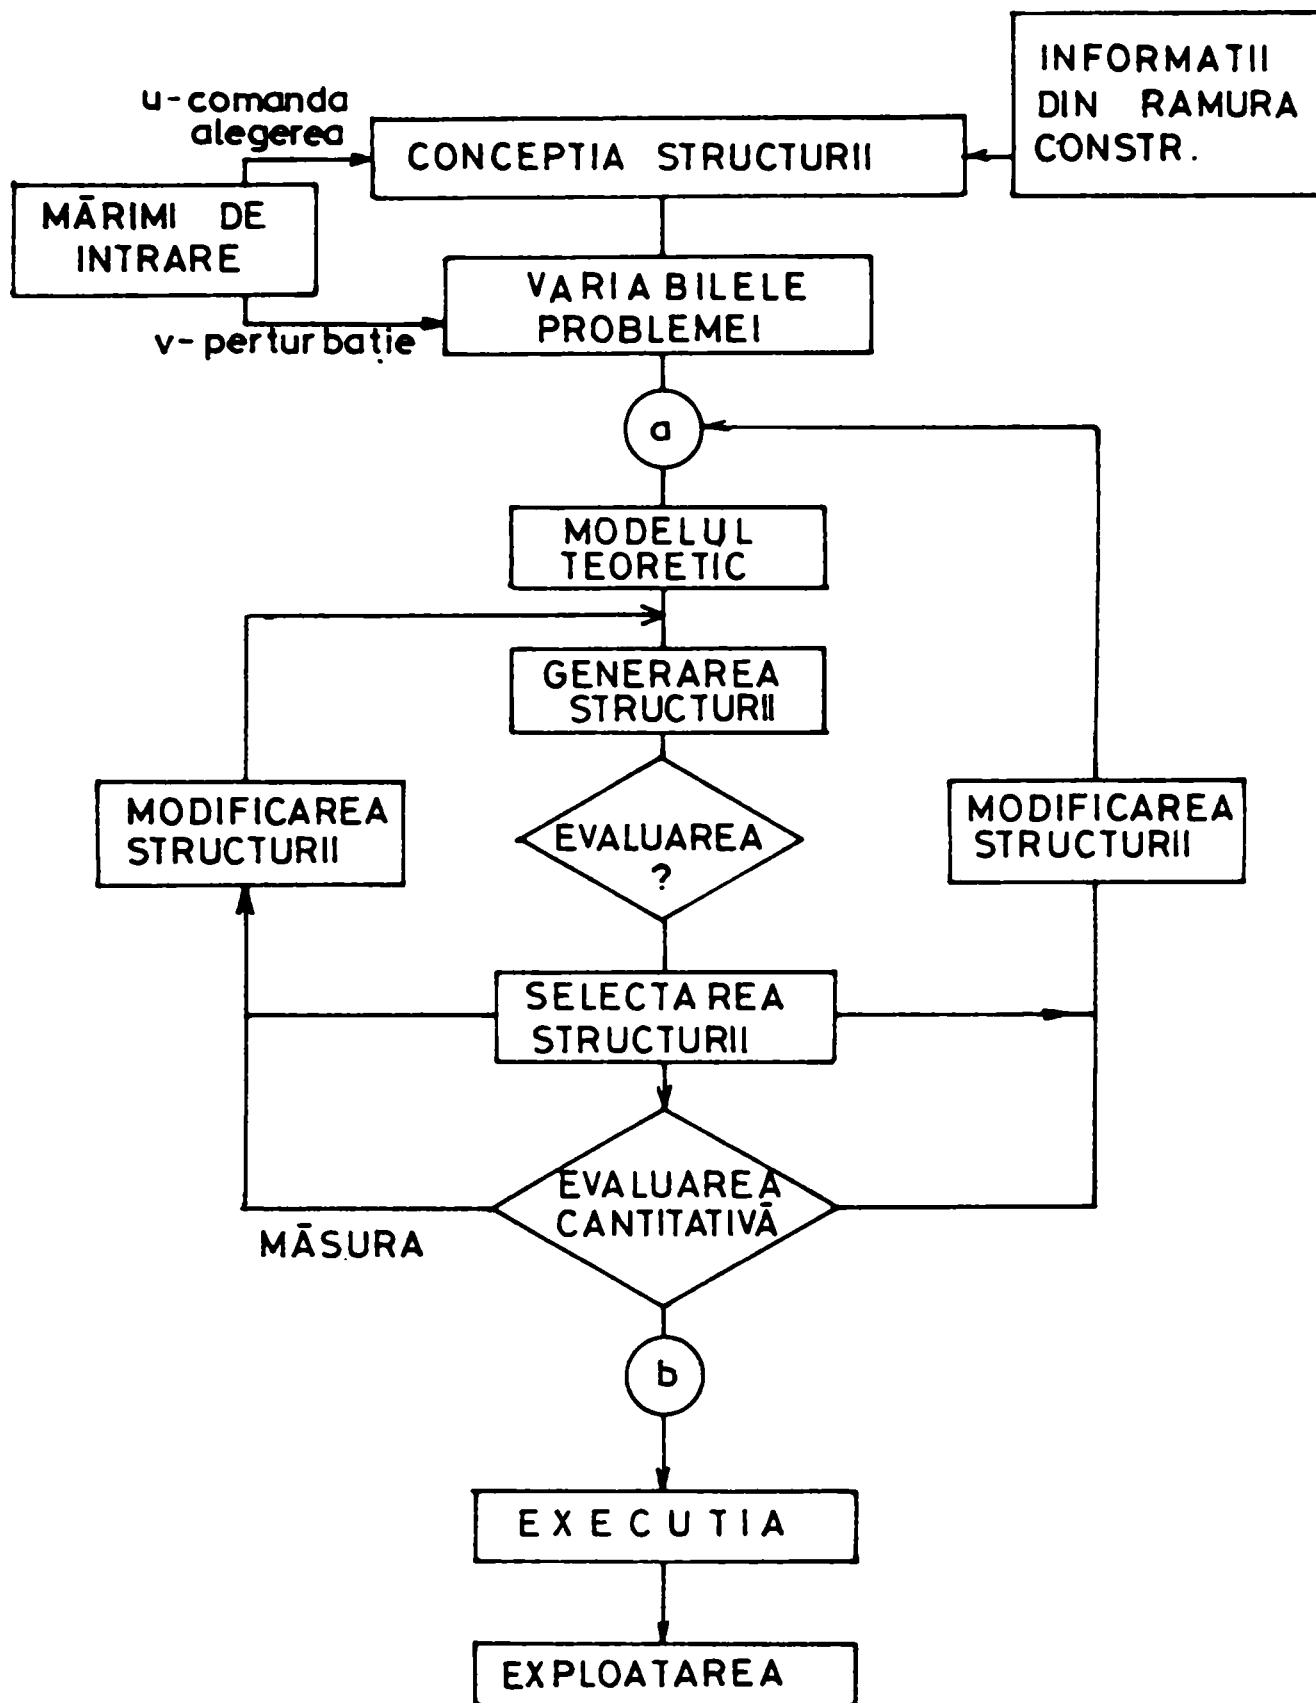 INFORMATII
DIN RAMURA
CONSTR.
u-comanda
alegerea
CONCEPTIA STRUCTURII
MĀRIMI DE
INTRARE
VARIABILELE
PROBLEMEI
v-perturbație
a
MODELUL
TEORETIC
GENERAREA
STRUCTURII
MODIFICAREA
STRUCTURII
EVALUAREA
?
MODIFICAREA
STRUCTURII
SELECTAREA
STRUCTURII
EVALUAREA
CANTITATIVĀ
MĀSURA
b
EXECUTIA
EXPLOATAREA